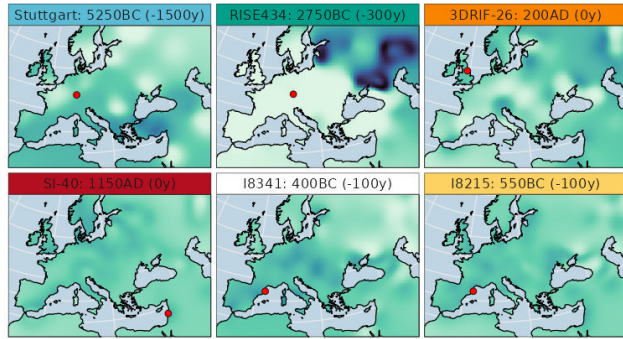 Stuttgart: 5250BC (-1500y)
RISE434: 2750BC (-300y)
3DRIF-26: 200AD (0y)
SI-40: 1150AD (0y)
I8341: 400BC (-100y)
I8215: 550BC (-100y)